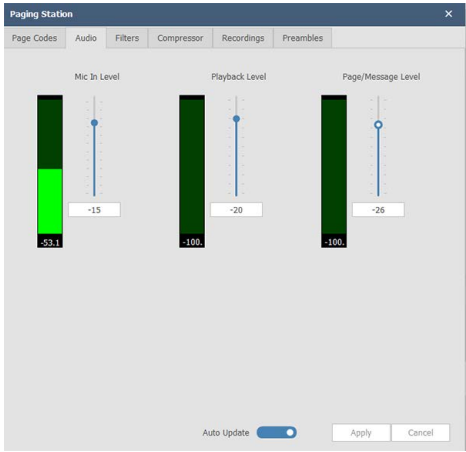 Paging Station
Page Codes Audio Filters Compressor Recordings Preambles
Mic In Level Playback Level Page/Message Level
-15 -20 -26
-53.1 -100. -100.
Auto Update Apply Cancel